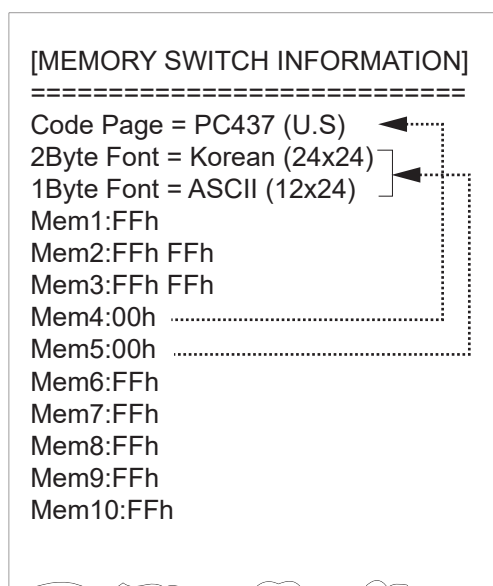 [MEMORY SWITCH INFORMATION]
============================
Code Page = PC437 (U.S)
2Byte Font = Korean (24x24)
1Byte Font = ASCII (12x24)
Mem1:FFh
Mem2:FFh FFh
Mem3:FFh FFh
Mem4:00h
Mem5:00h
Mem6:FFh
Mem7:FFh
Mem8:FFh
Mem9:FFh
Mem10:FFh